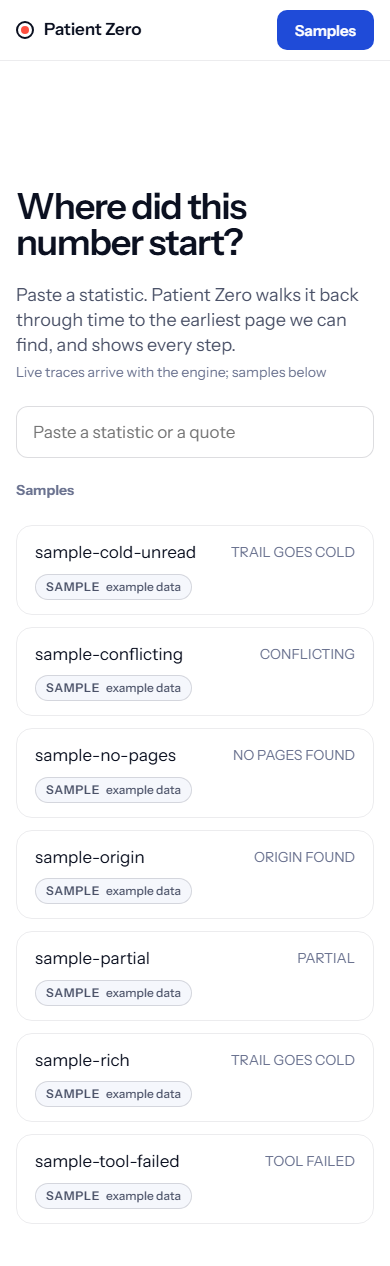 Patient Zero
Samples
Where did this
number start?
Paste a statistic. Patient Zero walks it back
through time to the earliest page we can
find, and shows every step.
Live traces arrive with the engine; samples below
Paste a statistic or a quote
Samples
sample-cold-unread TRAIL GOES COLD
SAMPLE example data
sample-conflicting CONFLICTING
SAMPLE example data
sample-no-pages NO PAGES FOUND
SAMPLE example data
sample-origin ORIGIN FOUND
SAMPLE example data
sample-partial PARTIAL
SAMPLE example data
sample-rich TRAIL GOES COLD
SAMPLE example data
sample-tool-failed TOOL FAILED
SAMPLE example data